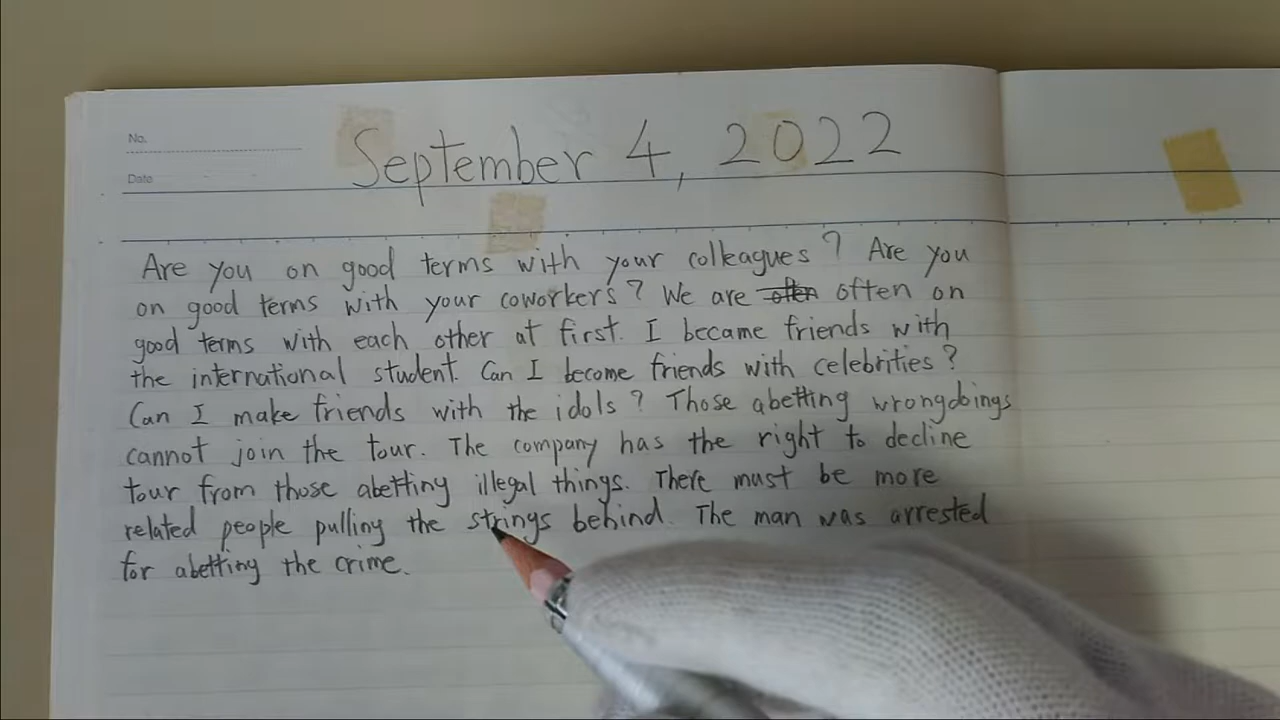 No.
Date
September 4, 2022
Are you on good terms with your colleagues? Are you
on good terms with your coworkers? We are often often on
good terms with each other at first. I became friends with
the international student. Can I become friends with celebrities?
Can I make friends with the idols? Those abetting wrongdoings
cannot join the tour. The company has the right to decline
tour from those abetting illegal things. There must be more
related people pulling the strings behind. The man was arrested
for abetting the crime.